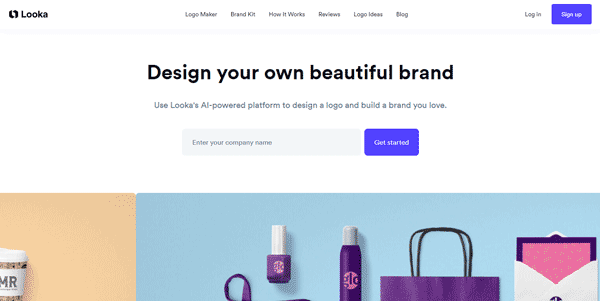 Looka
Logo Maker Brand Kit How It Works Reviews Logo Ideas Blog Log in Sign up
Design your own beautiful brand
Use Looka's AI-powered platform to design a logo and build a brand you love.
Enter your company name Get started
MR